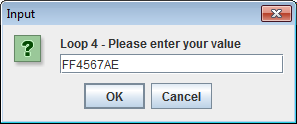 Input
Loop 4 - Please enter your value
FF4567AE
OK Cancel